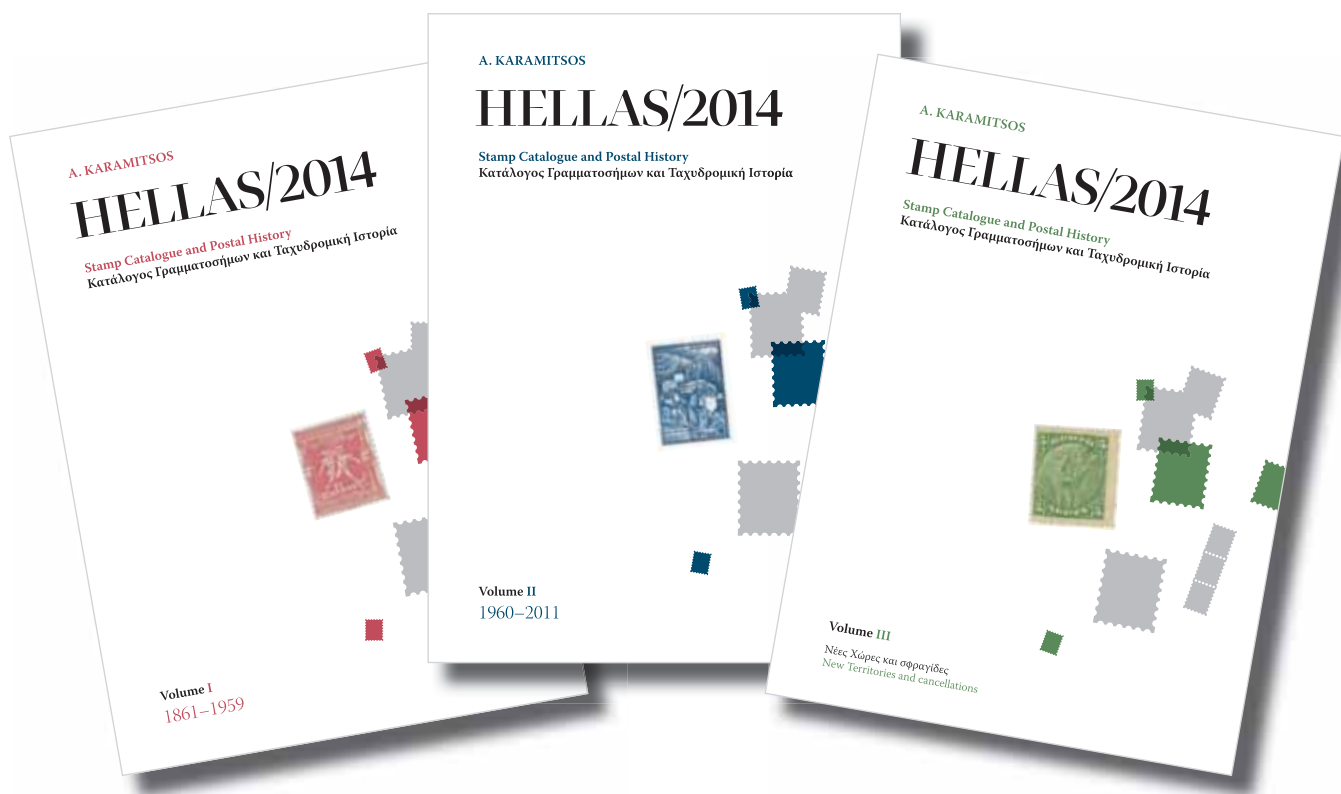 A. KARAMITSOS
HELLAS/2014
Stamp Catalogue and Postal History
Κατάλογος Γραμματοσήμων και Ταχυδρομική Ιστορία
Volume I
1861–1959
A. KARAMITSOS
HELLAS/2014
Stamp Catalogue and Postal History
Κατάλογος Γραμματοσήμων και Ταχυδρομική Ιστορία
Volume II
1960–2011
A. KARAMITSOS
HELLAS/2014
Stamp Catalogue and Postal History
Κατάλογος Γραμματοσήμων και Ταχυδρομική Ιστορία
Volume III
Νέες Χώρες και σφραγίδες
New Territories and cancellations